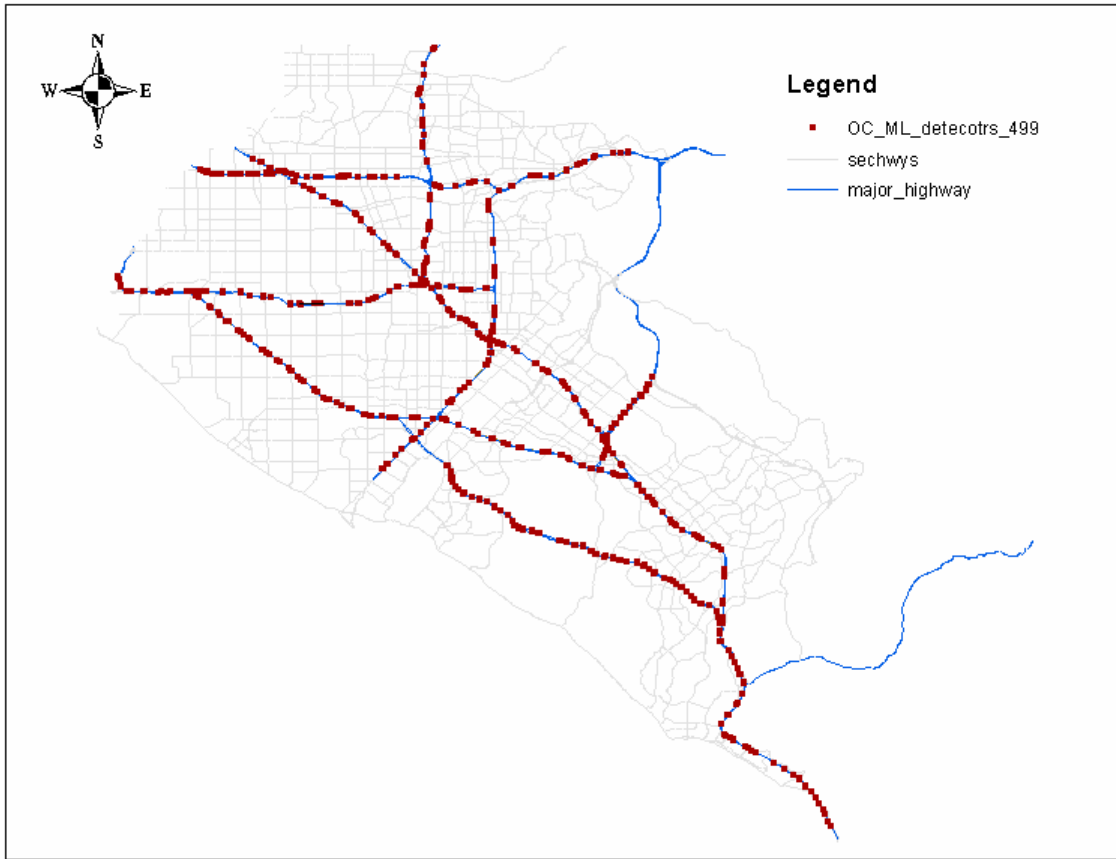 N
W E
S
Legend
OC_ML_detecotrs_499
sechwys
major_highway